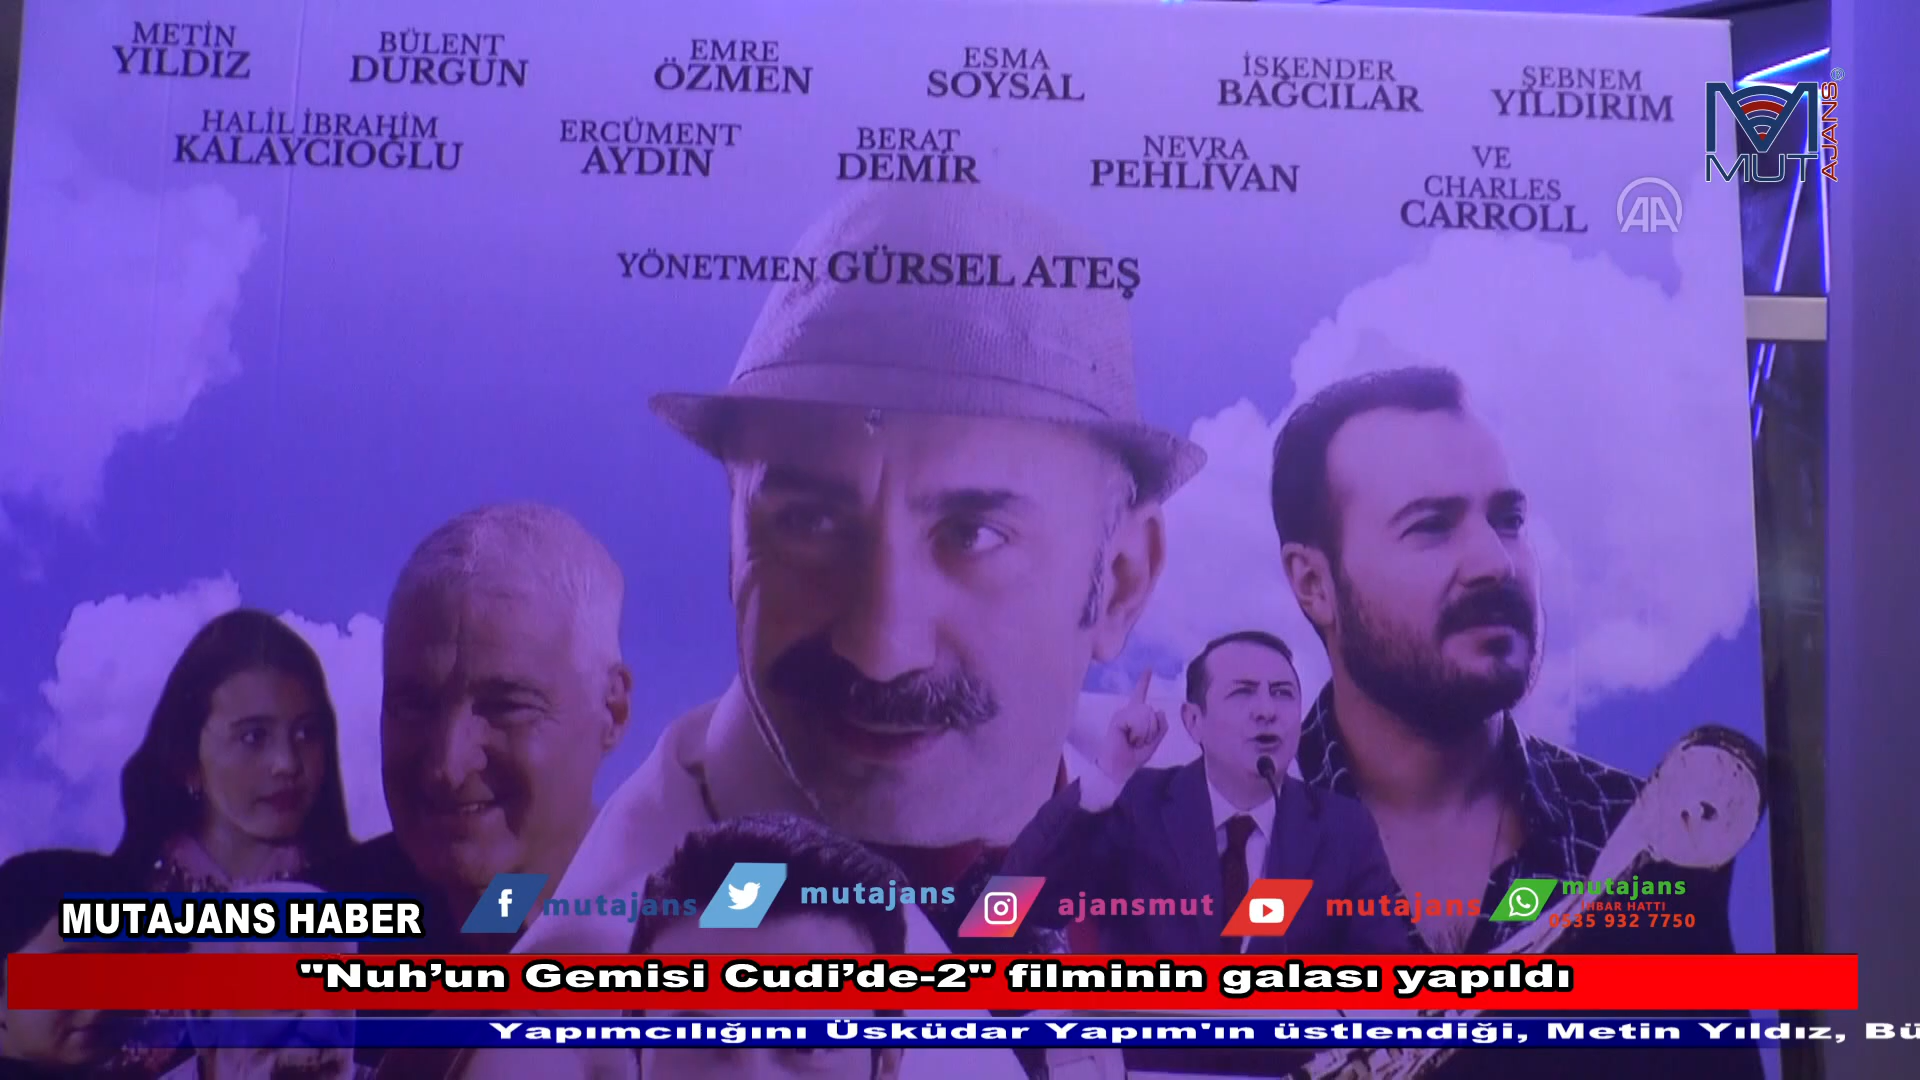 METİN
YILDIZ
BÜLENT
DURGUN
EMRE
ÖZMEN
ESMA
SOYSAL
İSKENDER
BAĞCILAR
ŞEBNEM
YILDIRIM
HALİL İBRAHİM
KALAYCIOĞLU
ERCÜMENT
AYDIN
BERAT
DEMİR
NEVRA
PEHLİVAN
VE
CHARLES
CARROLL
YÖNETMEN GÜRSEL ATEŞ
MUT
AJANS®
AA
MUTAJANS HABER
mutajans
mutajans
ajansmut
mutajans
mutajans
İHBAR HATTI
0535 932 7750
"Nuh’un Gemisi Cudi’de-2" filminin galası yapıldı
Yapımcılığını Üsküdar Yapım'ın üstlendiği, Metin Yıldız, Bü